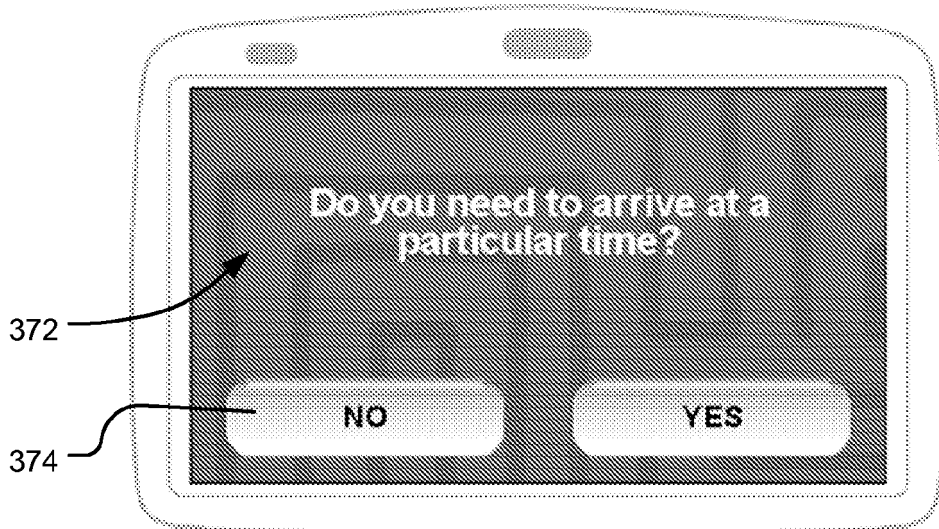 Do you need to arrive at a
particular time?
372
NO
YES
374